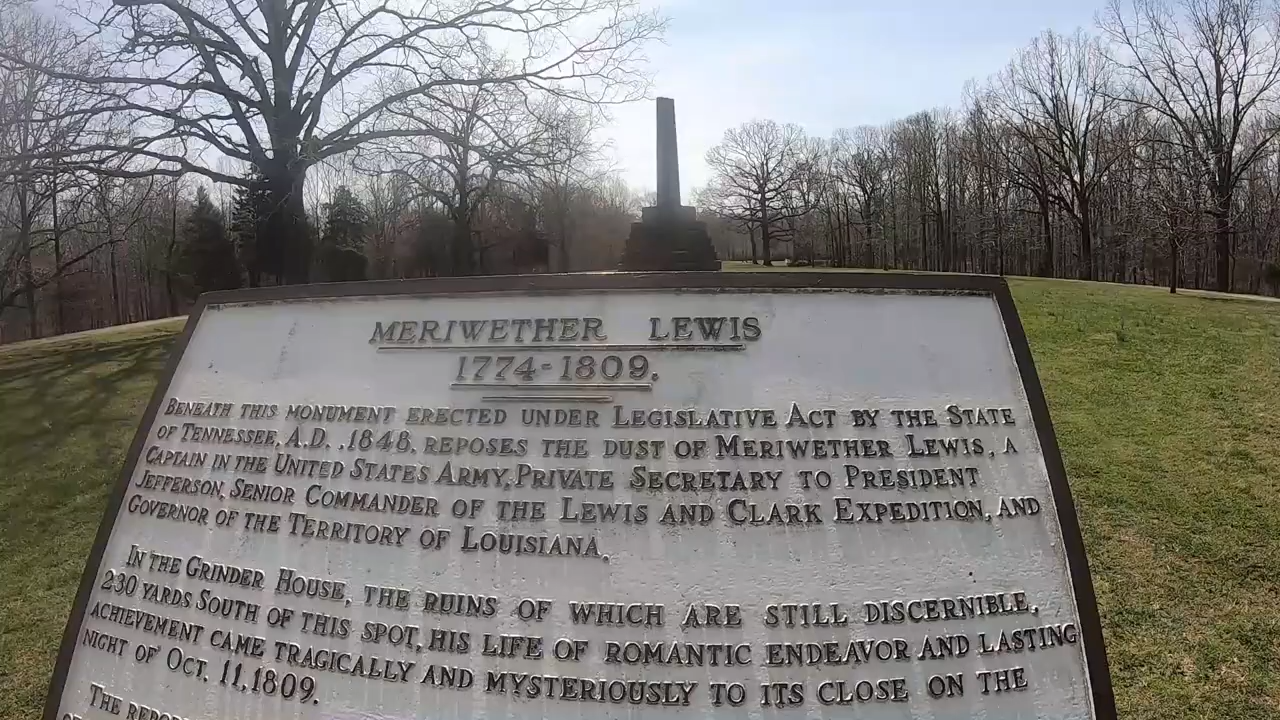 MERIWETHER LEWIS
1774-1809.
BENEATH THIS MONUMENT ERECTED UNDER LEGISLATIVE ACT BY THE STATE
OF TENNESSEE, A.D. .1848, REPOSES THE DUST OF MERIWETHER LEWIS, A
CAPTAIN IN THE UNITED STATES ARMY, PRIVATE SECRETARY TO PRESIDENT
JEFFERSON, SENIOR COMMANDER OF THE LEWIS AND CLARK EXPEDITION, AND
GOVERNOR OF THE TERRITORY OF LOUISIANA.
IN THE GRINDER HOUSE, THE RUINS OF WHICH ARE STILL DISCERNIBLE,
230 YARDS SOUTH OF THIS SPOT, HIS LIFE OF ROMANTIC ENDEAVOR AND LASTING
ACHIEVEMENT CAME TRAGICALLY AND MYSTERIOUSLY TO ITS CLOSE ON THE
NIGHT OF OCT. 11, 1809.
THE